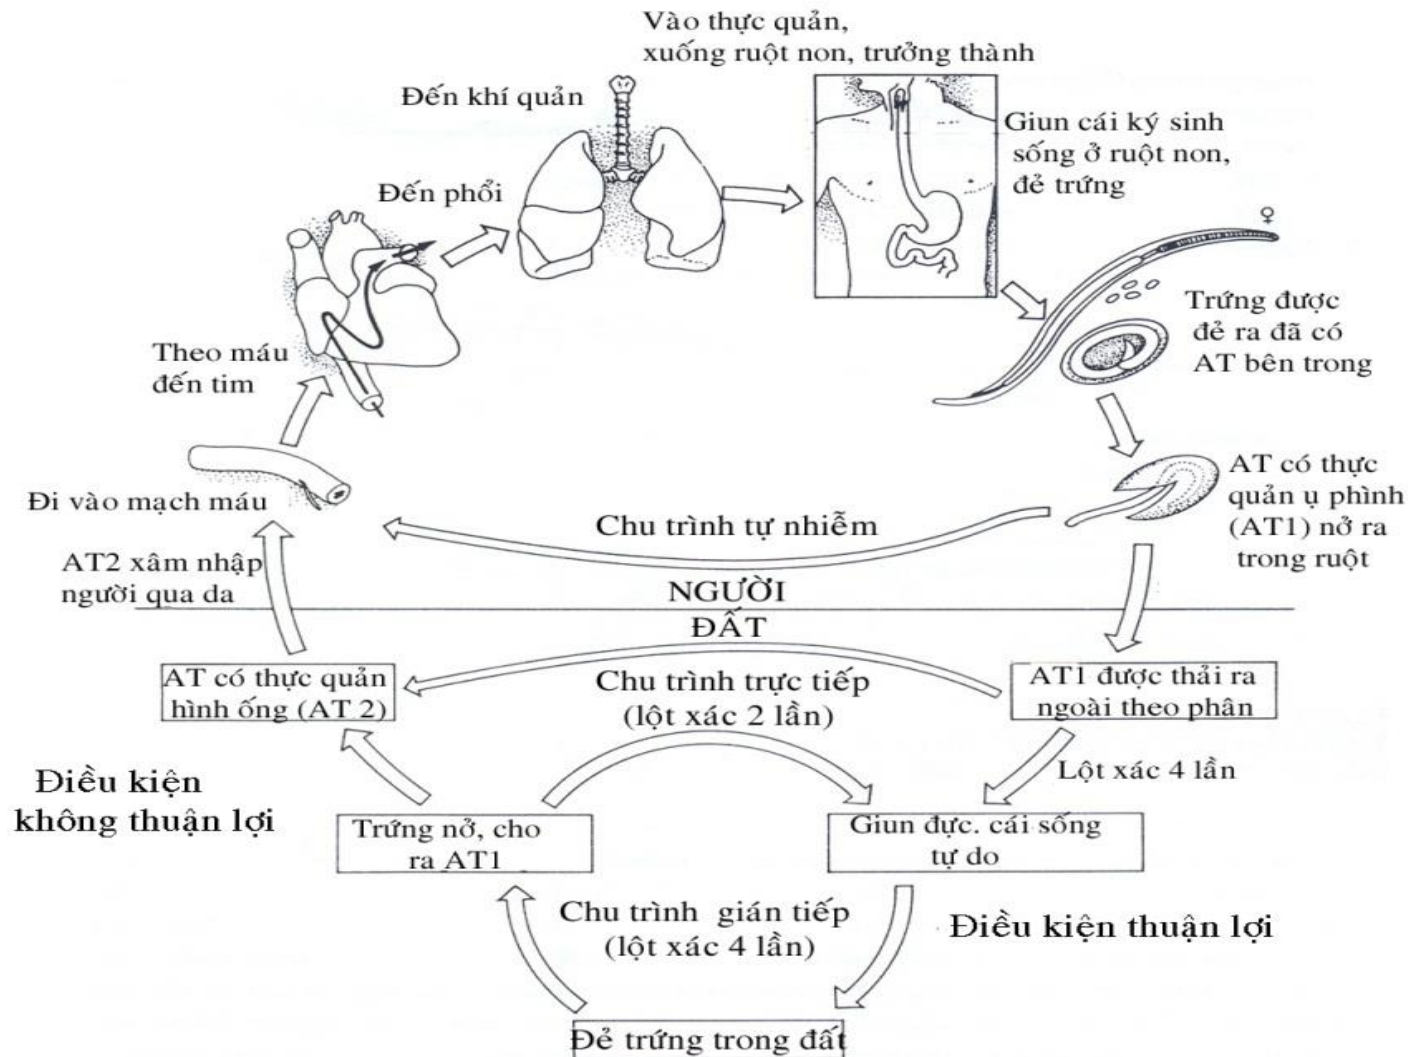 Vào thực quản,
xuống ruột non, trưởng thành
Đến khí quản
Giun cái ký sinh
sống ở ruột non,
đẻ trứng
Đến phổi
♀
Trứng được
đẻ ra đã có
AT bên trong
Theo máu
đến tim
AT có thực
quản ụ phình
(AT1) nở ra
trong ruột
Đi vào mạch máu
Chu trình tự nhiễm
AT2 xâm nhập
người qua da
NGƯỜI
ĐẤT
AT có thực quản
hình ống (AT 2)
Chu trình trực tiếp
(lột xác 2 lần)
AT1 được thải ra
ngoài theo phân
Lột xác 4 lần
Điều kiện
không thuận lợi
Trứng nở, cho
ra AT1
Giun đực. cái sống
tự do
Chu trình gián tiếp
(lột xác 4 lần)
Điều kiện thuận lợi
Đẻ trứng trong đất